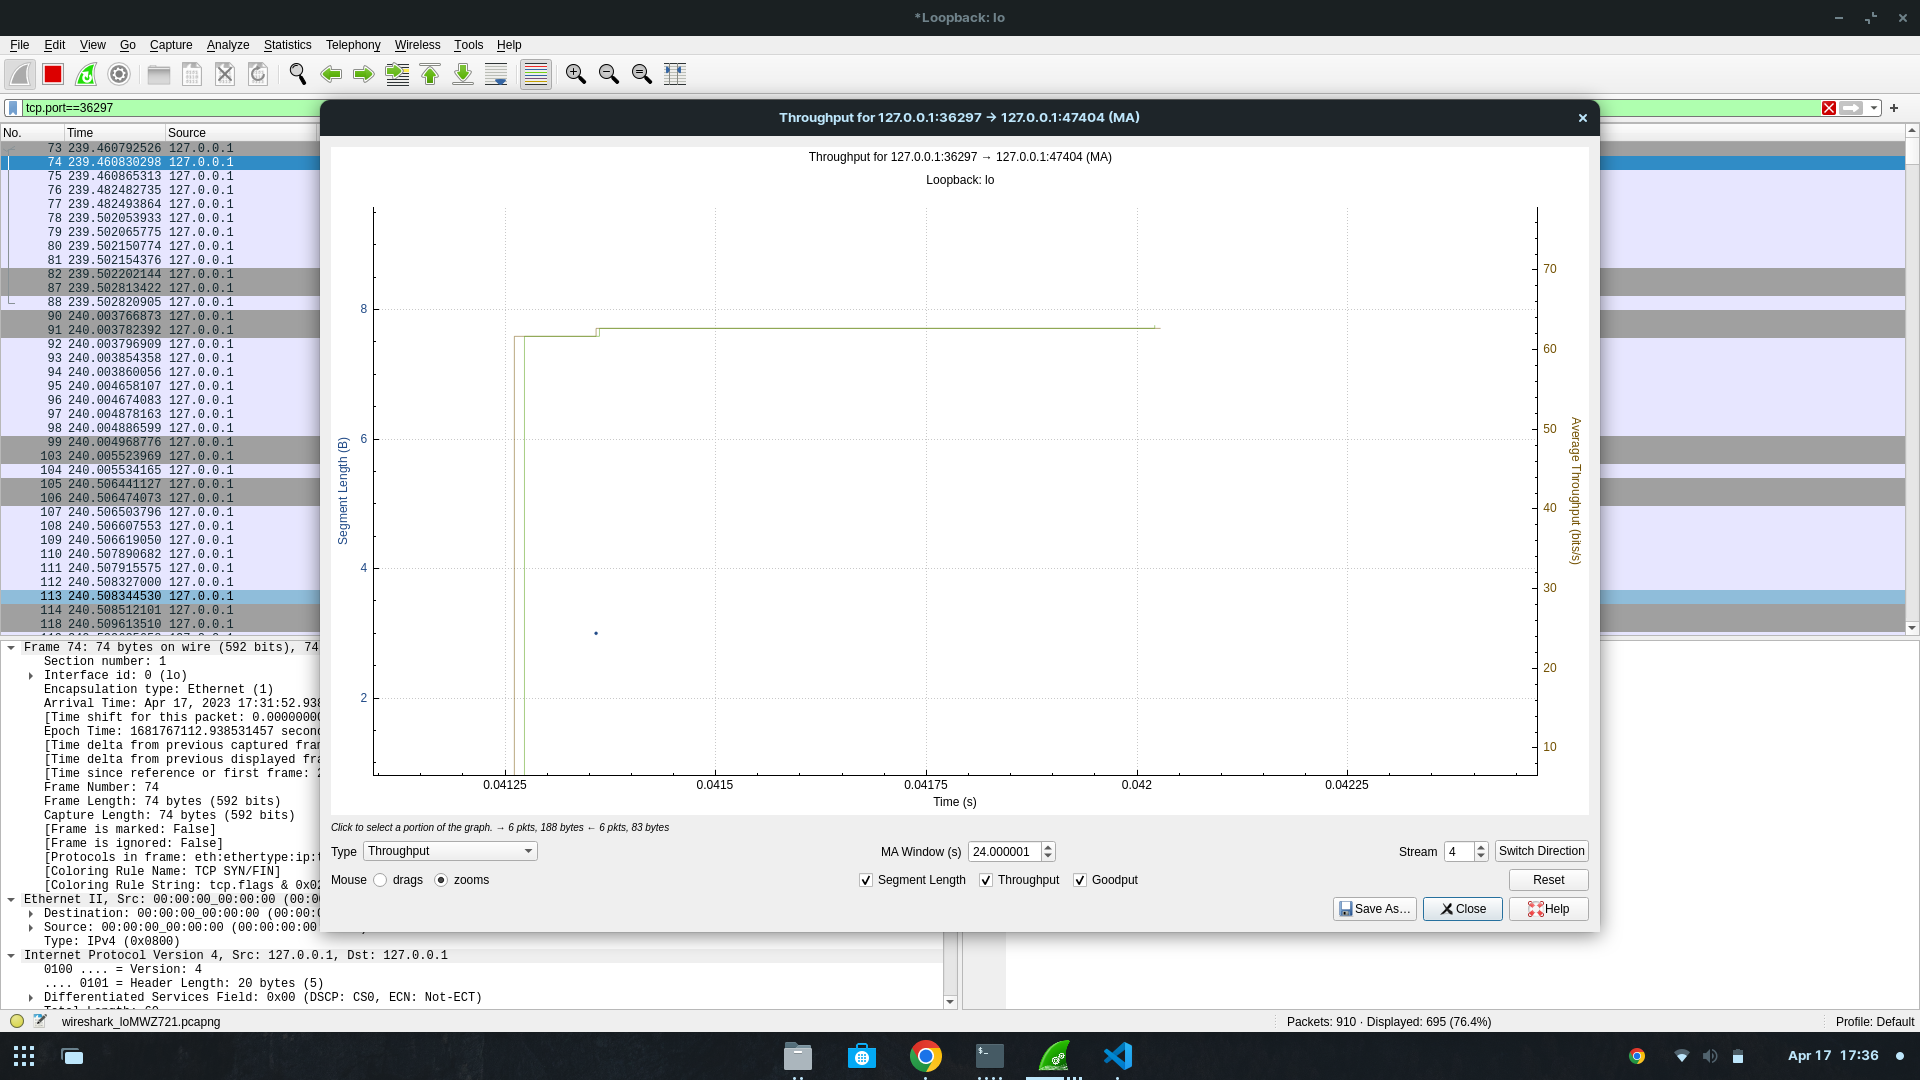 *Loopback: lo
File Edit View Go Capture Analyze Statistics Telephony Wireless Tools Help
tcp.port==36297
No. Time Source
73 239.460792526 127.0.0.1
74 239.460830298 127.0.0.1
75 239.460865313 127.0.0.1
76 239.482482735 127.0.0.1
77 239.482493864 127.0.0.1
78 239.502053933 127.0.0.1
79 239.502065775 127.0.0.1
80 239.502150774 127.0.0.1
81 239.502154376 127.0.0.1
82 239.502202144 127.0.0.1
87 239.502813422 127.0.0.1
88 239.502820905 127.0.0.1
90 240.003766873 127.0.0.1
91 240.003782392 127.0.0.1
92 240.003796909 127.0.0.1
93 240.003854358 127.0.0.1
94 240.003860056 127.0.0.1
95 240.004658107 127.0.0.1
96 240.004674083 127.0.0.1
97 240.004878163 127.0.0.1
98 240.004886599 127.0.0.1
99 240.004968776 127.0.0.1
103 240.005523969 127.0.0.1
104 240.005534165 127.0.0.1
105 240.506441127 127.0.0.1
106 240.506474073 127.0.0.1
107 240.506503796 127.0.0.1
108 240.506607553 127.0.0.1
109 240.506619050 127.0.0.1
110 240.507890682 127.0.0.1
111 240.507915575 127.0.0.1
112 240.508327000 127.0.0.1
113 240.508344530 127.0.0.1
114 240.508512101 127.0.0.1
118 240.509613510 127.0.0.1
Frame 74: 74 bytes on wire (592 bits), 74
Section number: 1
Interface id: 0 (lo)
Encapsulation type: Ethernet (1)
Arrival Time: Apr 17, 2023 17:31:52.938
[Time shift for this packet: 0.00000000
Epoch Time: 1681767112.938531457 second
[Time delta from previous captured fram
[Time delta from previous displayed fra
[Time since reference or first frame: 2
Frame Number: 74
Frame Length: 74 bytes (592 bits)
Capture Length: 74 bytes (592 bits)
[Frame is marked: False]
[Frame is ignored: False]
[Protocols in frame: eth:ethertype:ip:t
[Coloring Rule Name: TCP SYN/FIN]
[Coloring Rule String: tcp.flags & 0x02
Ethernet II, Src: 00:00:00_00:00:00 (00:00
Destination: 00:00:00_00:00:00 (00:00:0
Source: 00:00:00_00:00:00 (00:00:00
Type: IPv4 (0x0800)
Internet Protocol Version 4, Src: 127.0.0.1, Dst: 127.0.0.1
0100 .... = Version: 4
.... 0101 = Header Length: 20 bytes (5)
Differentiated Services Field: 0x00 (DSCP: CS0, ECN: Not-ECT)
Throughput for 127.0.0.1:36297 → 127.0.0.1:47404 (MA)
Throughput for 127.0.0.1:36297 → 127.0.0.1:47404 (MA)
Loopback: lo
Segment Length (B)
8
6
4
2
Average Throughput (bits/s)
70
60
50
40
30
20
10
0.04125 0.0415 0.04175 0.042 0.04225
Time (s)
Click to select a portion of the graph. → 6 pkts, 188 bytes ← 6 pkts, 83 bytes
Type Throughput MA Window (s) 24.000001 Stream 4 Switch Direction
Mouse drags zooms Segment Length Throughput Goodput Reset
Save As… Close Help
wireshark_loMWZ721.pcapng Packets: 910 · Displayed: 695 (76.4%) Profile: Default
Apr 17 17:36